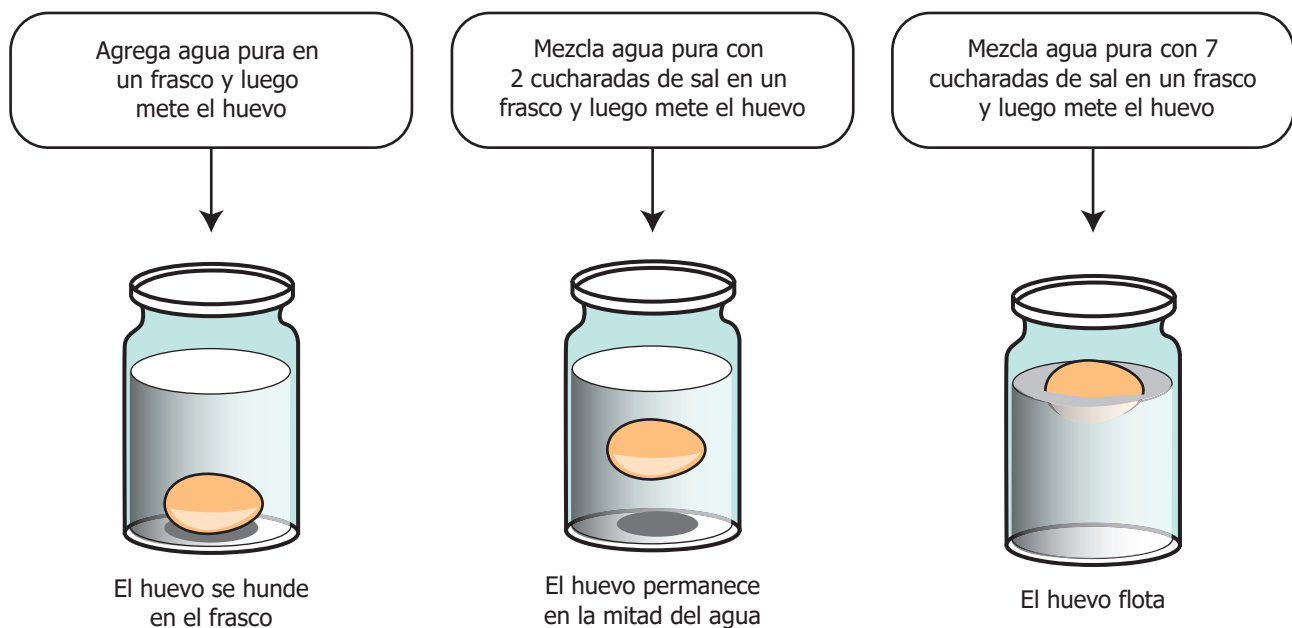 Agrega agua pura en
un frasco y luego
mete el huevo
Mezcla agua pura con
2 cucharadas de sal en un
frasco y luego mete el huevo
Mezcla agua pura con 7
cucharadas de sal en un frasco
y luego mete el huevo
El huevo se hunde
en el frasco
El huevo permanece
en la mitad del agua
El huevo flota